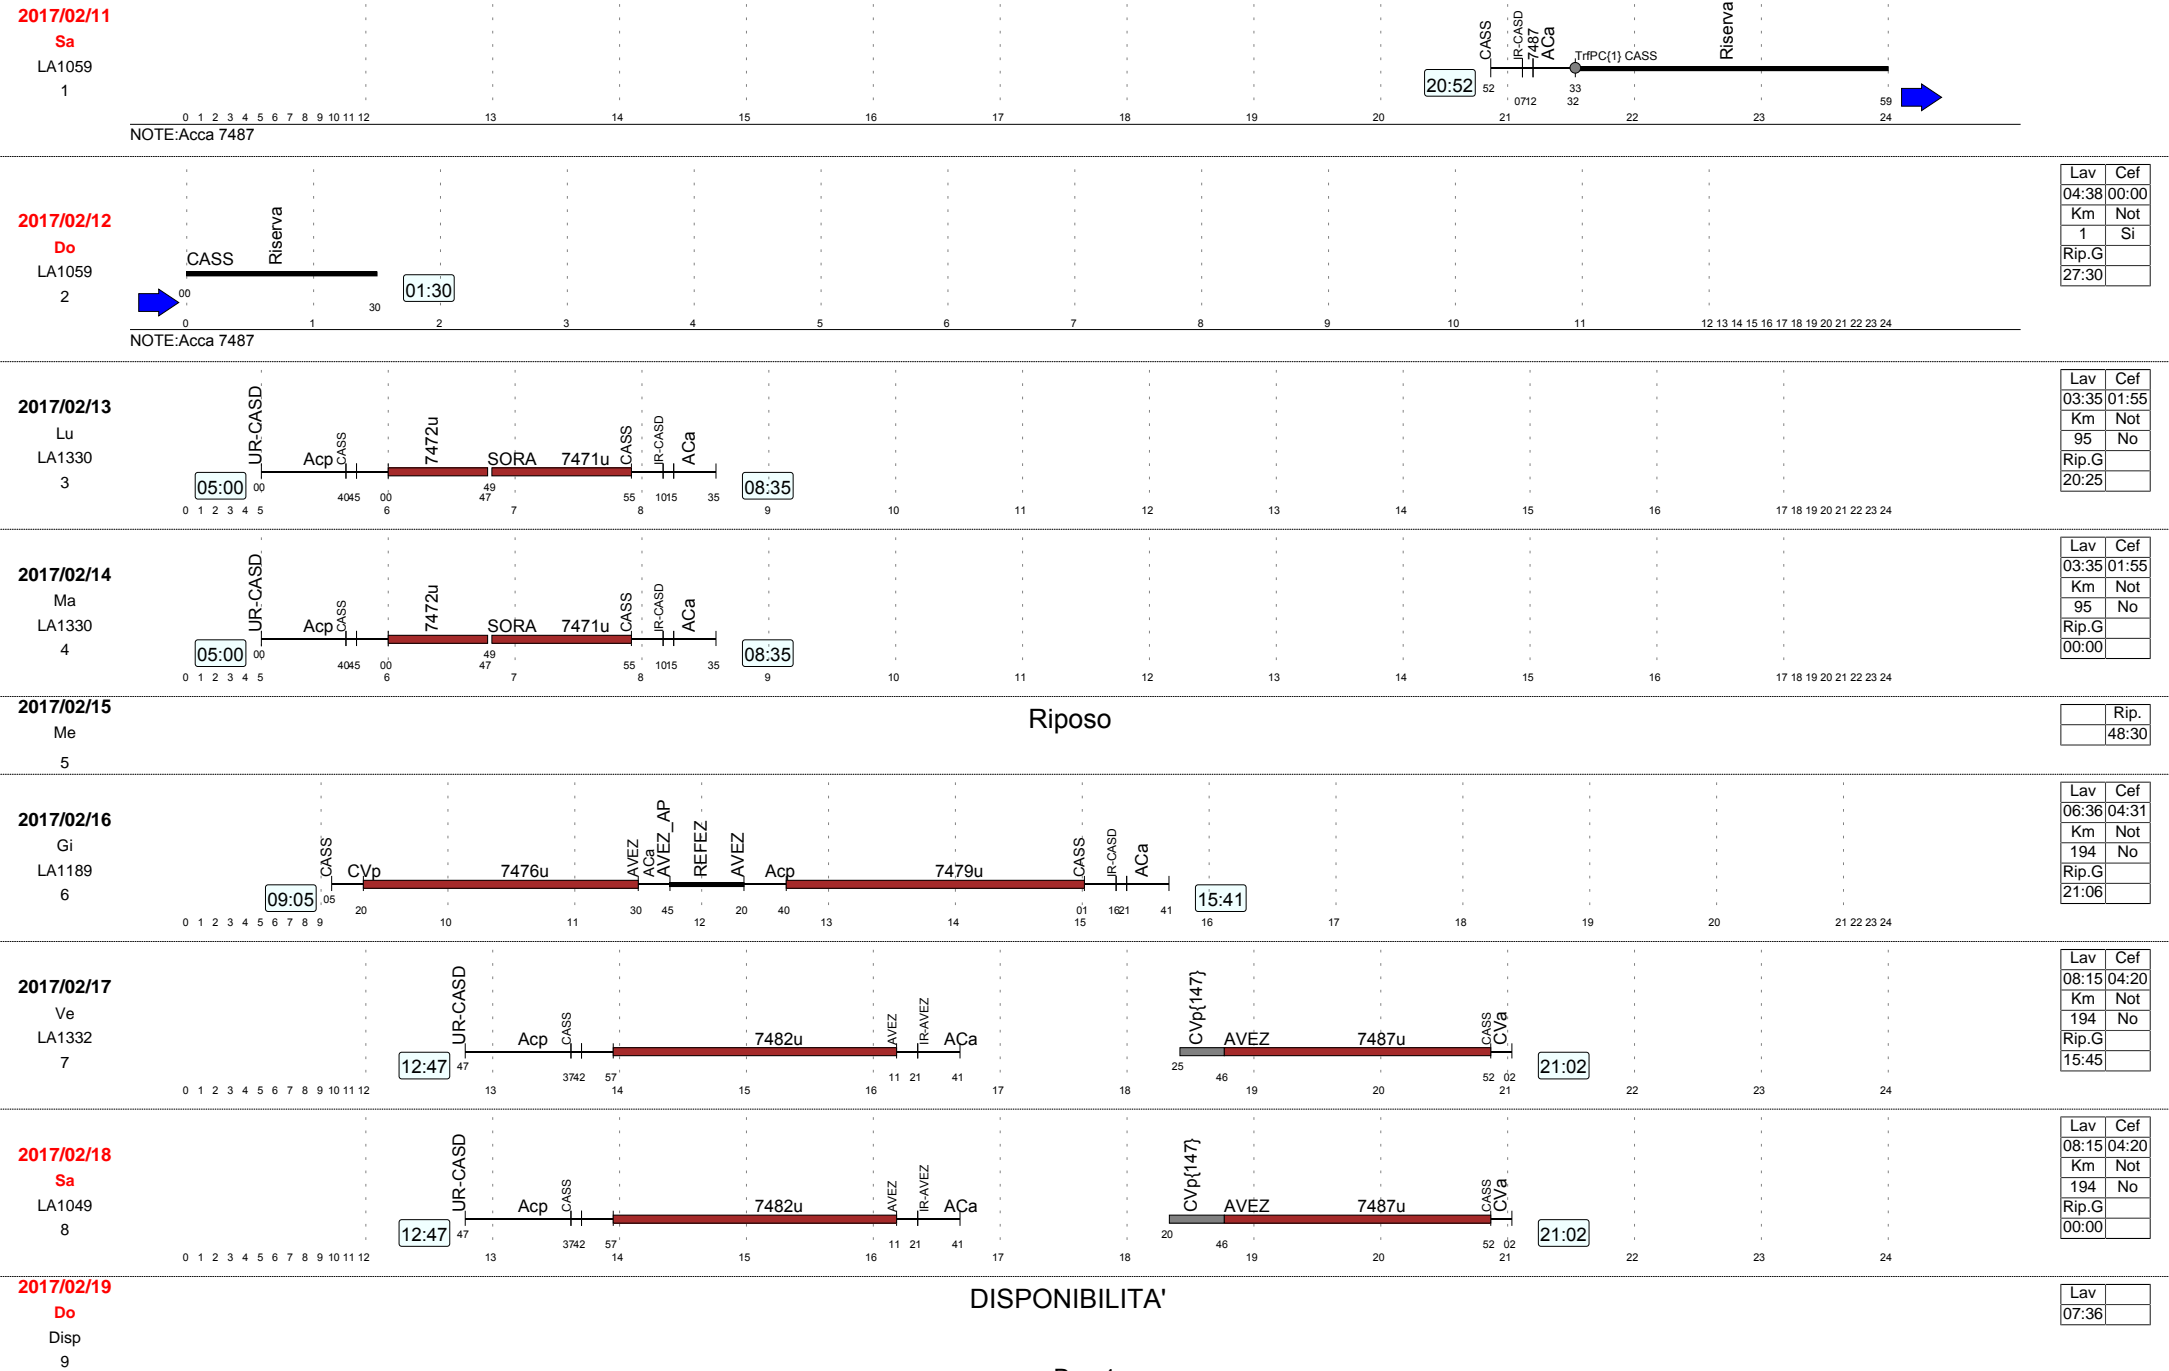 2017/02/11
Sa
LA1059
1
CASS
IR-CASD
7487
ACa
TrfPC{1} CASS
Riserva
20:52
52
0712
33
32
59
0 1 2 3 4 5 6 7 8 9 10 11 12 13 14 15 16 17 18 19 20 21 22 23 24
NOTE:Acca 7487
2017/02/12
Do
LA1059
2
CASS
Riserva
00
30
01:30
0 1 2 3 4 5 6 7 8 9 10 11 12 13 14 15 16 17 18 19 20 21 22 23 24
NOTE:Acca 7487
Lav Cef
04:38 00:00
Km Not
1 Si
Rip.G
27:30
2017/02/13
Lu
LA1330
3
05:00
UR-CASD
Acp
CASS
7472u
SORA
7471u
CASS
IR-CASD
ACa
00
4045
00
49
47
55
1015
35
08:35
0 1 2 3 4 5 6 7 8 9 10 11 12 13 14 15 16 17 18 19 20 21 22 23 24
Lav Cef
03:35 01:55
Km Not
95 No
Rip.G
20:25
2017/02/14
Ma
LA1330
4
05:00
UR-CASD
Acp
CASS
7472u
SORA
7471u
CASS
IR-CASD
ACa
00
4045
00
49
47
55
1015
35
08:35
0 1 2 3 4 5 6 7 8 9 10 11 12 13 14 15 16 17 18 19 20 21 22 23 24
Lav Cef
03:35 01:55
Km Not
95 No
Rip.G
00:00
2017/02/15
Me
5
Riposo
Rip.
48:30
2017/02/16
Gi
LA1189
6
09:05
CASS
CVp
7476u
AVEZ
ACa
AVEZ_AP
REFEZ
AVEZ
Acp
7479u
CASS
IR-CASD
ACa
05
20
30
45
20
40
01
1621
41
15:41
0 1 2 3 4 5 6 7 8 9 10 11 12 13 14 15 16 17 18 19 20 21 22 23 24
Lav Cef
06:36 04:31
Km Not
194 No
Rip.G
21:06
2017/02/17
Ve
LA1332
7
12:47
UR-CASD
Acp
CASS
7482u
AVEZ
IR-AVEZ
ACa
CVp{147}
AVEZ
7487u
CASS
CVa
47
3742
57
11
21
41
25
46
52
02
21:02
0 1 2 3 4 5 6 7 8 9 10 11 12 13 14 15 16 17 18 19 20 21 22 23 24
Lav Cef
08:15 04:20
Km Not
194 No
Rip.G
15:45
2017/02/18
Sa
LA1049
8
12:47
UR-CASD
Acp
CASS
7482u
AVEZ
IR-AVEZ
ACa
CVp{147}
AVEZ
7487u
CASS
CVa
47
3742
57
11
21
41
20
46
52
02
21:02
0 1 2 3 4 5 6 7 8 9 10 11 12 13 14 15 16 17 18 19 20 21 22 23 24
Lav Cef
08:15 04:20
Km Not
194 No
Rip.G
00:00
2017/02/19
Do
Disp
9
DISPONIBILITA'
Lav
07:36